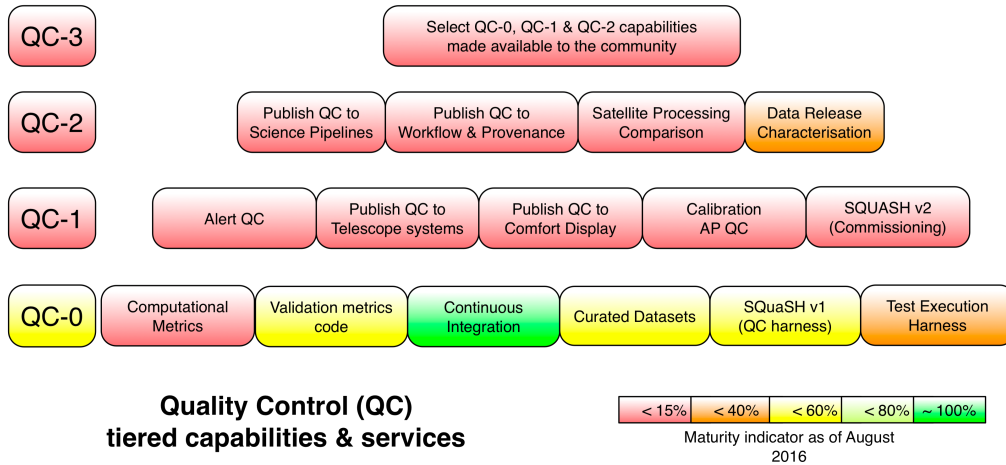 QC-3
Select QC-0, QC-1 & QC-2 capabilities
made available to the community
QC-2
Publish QC to
Science Pipelines
Publish QC to
Workflow & Provenance
Satellite Processing
Comparison
Data Release
Characterisation
QC-1
Alert QC
Publish QC to
Telescope systems
Publish QC to
Comfort Display
Calibration
AP QC
SQUASH v2
(Commissioning)
QC-0
Computational
Metrics
Validation metrics
code
Continuous
Integration
Curated Datasets
SQuaSH v1
(QC harness)
Test Execution
Harness
Quality Control (QC)
tiered capabilities & services
< 15%
< 40%
< 60%
< 80%
~ 100%
Maturity indicator as of August
2016